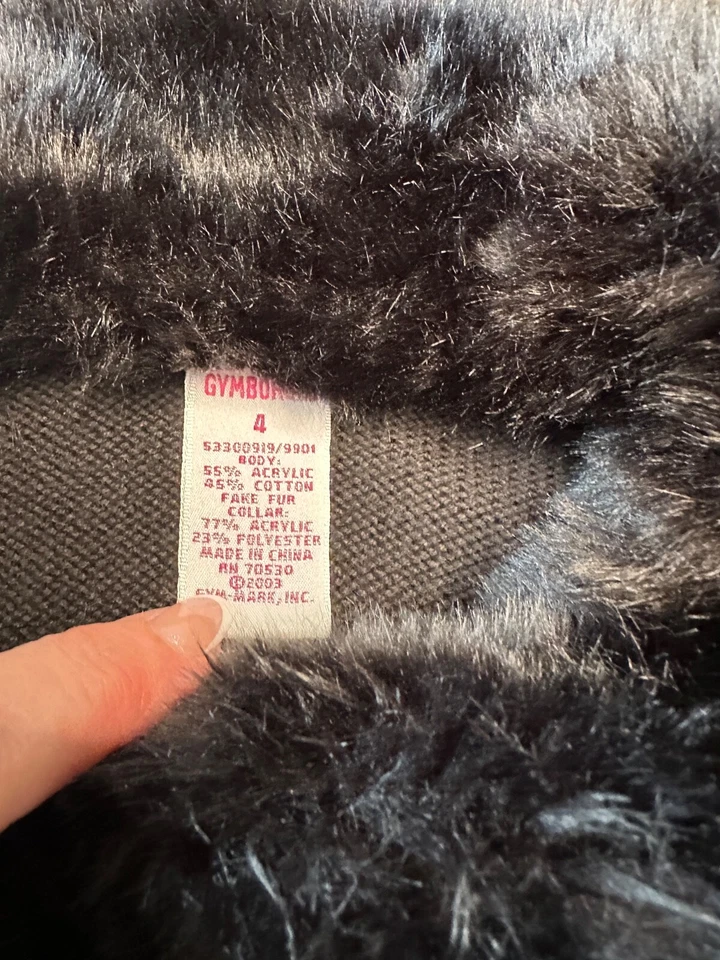 GYMBOREE
4
53300919/9901
BODY:
55% ACRYLIC
45% COTTON
FAKE FUR
COLLAR:
77% ACRYLIC
23% POLYESTER
MADE IN CHINA
RN 70530
©2003
GYM-MARK, INC.